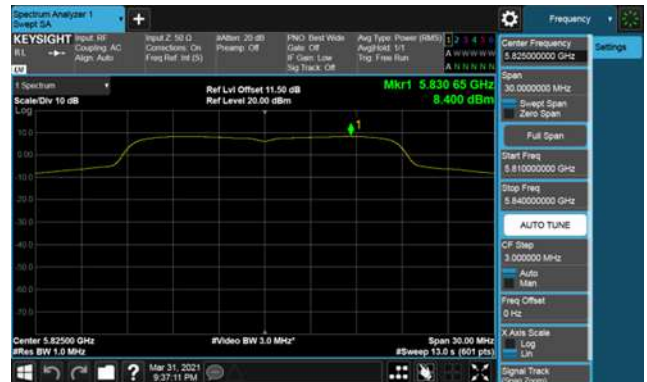 Spectrum Analyzer 1
Swept SA
+
Frequency
KEYSIGHT
Input: RF
Coupling: AC
Align: Auto
Input Z: 50 Ω
Corrections: On
Freq Ref: Int (S)
#Atten: 20 dB
Preamp: Off
PNO: Best Wide
Gate: Off
IF Gain: Low
Sig Track: Off
Avg Type: Power (RMS)
Avg|Hold: 1/1
Trig: Free Run
1 2 3 4 5 6
A W W W W W
A N N N N N
1 Spectrum
Scale/Div 10 dB
Log
Ref Lvl Offset 11.50 dB
Ref Level 20.00 dBm
Mkr1 5.830 65 GHz
8.400 dBm
1
10.0
0.00
-10.0
-20.0
-30.0
-40.0
-50.0
-60.0
-70.0
Center 5.82500 GHz
#Res BW 1.0 MHz
#Video BW 3.0 MHz*
Span 30.00 MHz
#Sweep 13.0 s (601 pts)
Mar 31, 2021
9:37:11 PM
Center Frequency
5.825000000 GHz
Settings
Span
30.0000000 MHz
Swept Span
Zero Span
Full Span
Start Freq
5.810000000 GHz
Stop Freq
5.840000000 GHz
AUTO TUNE
CF Step
3.000000 MHz
Auto
Man
Freq Offset
0 Hz
X Axis Scale
Log
Lin
Signal Track
(Span Zoom)